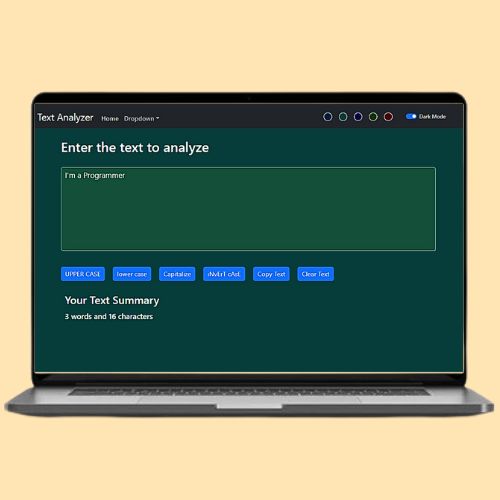 Text Analyzer Home Dropdown Dark Mode
Enter the text to analyze
I'm a Programmer
UPPER CASE lower case Capitalize iNvErT cAsE Copy Text Clear Text
Your Text Summary
3 words and 16 characters